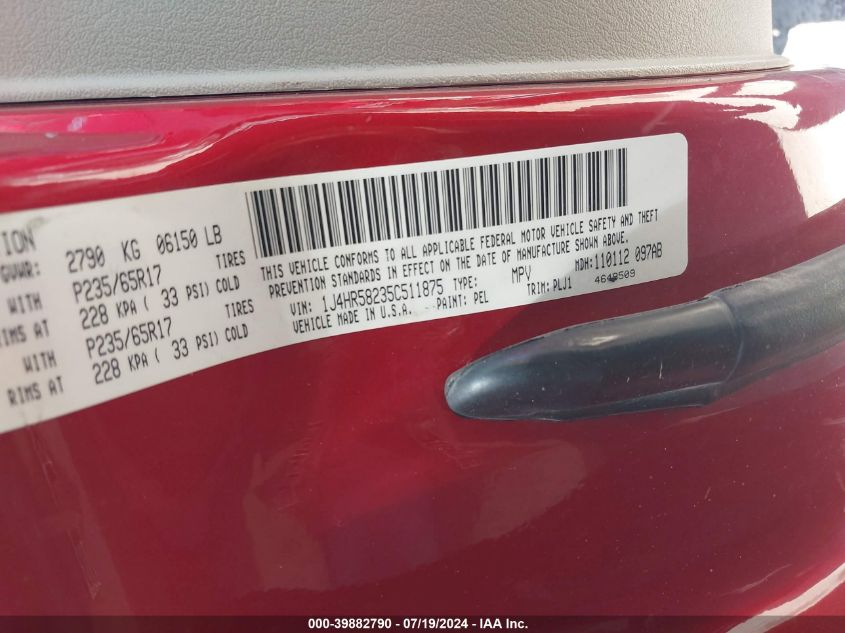 TION
GVWR: 2790 KG 06150 LB
WITH P235/65R17 TIRES
RIMS AT 228 KPA ( 33 PSI) COLD
WITH P235/65R17 TIRES
RIMS AT 228 KPA ( 33 PSI) COLD
THIS VEHICLE CONFORMS TO ALL APPLICABLE FEDERAL MOTOR VEHICLE SAFETY AND THEFT
PREVENTION STANDARDS IN EFFECT ON THE DATE OF MANUFACTURE SHOWN ABOVE.
VIN: 1J4HR58235C511875 TYPE: MPV MDH: 110112 097AB
VEHICLE MADE IN U.S.A. PAINT: PEL TRIM: PLJ1
000-39882790 - 07/19/2024 - IAA Inc.